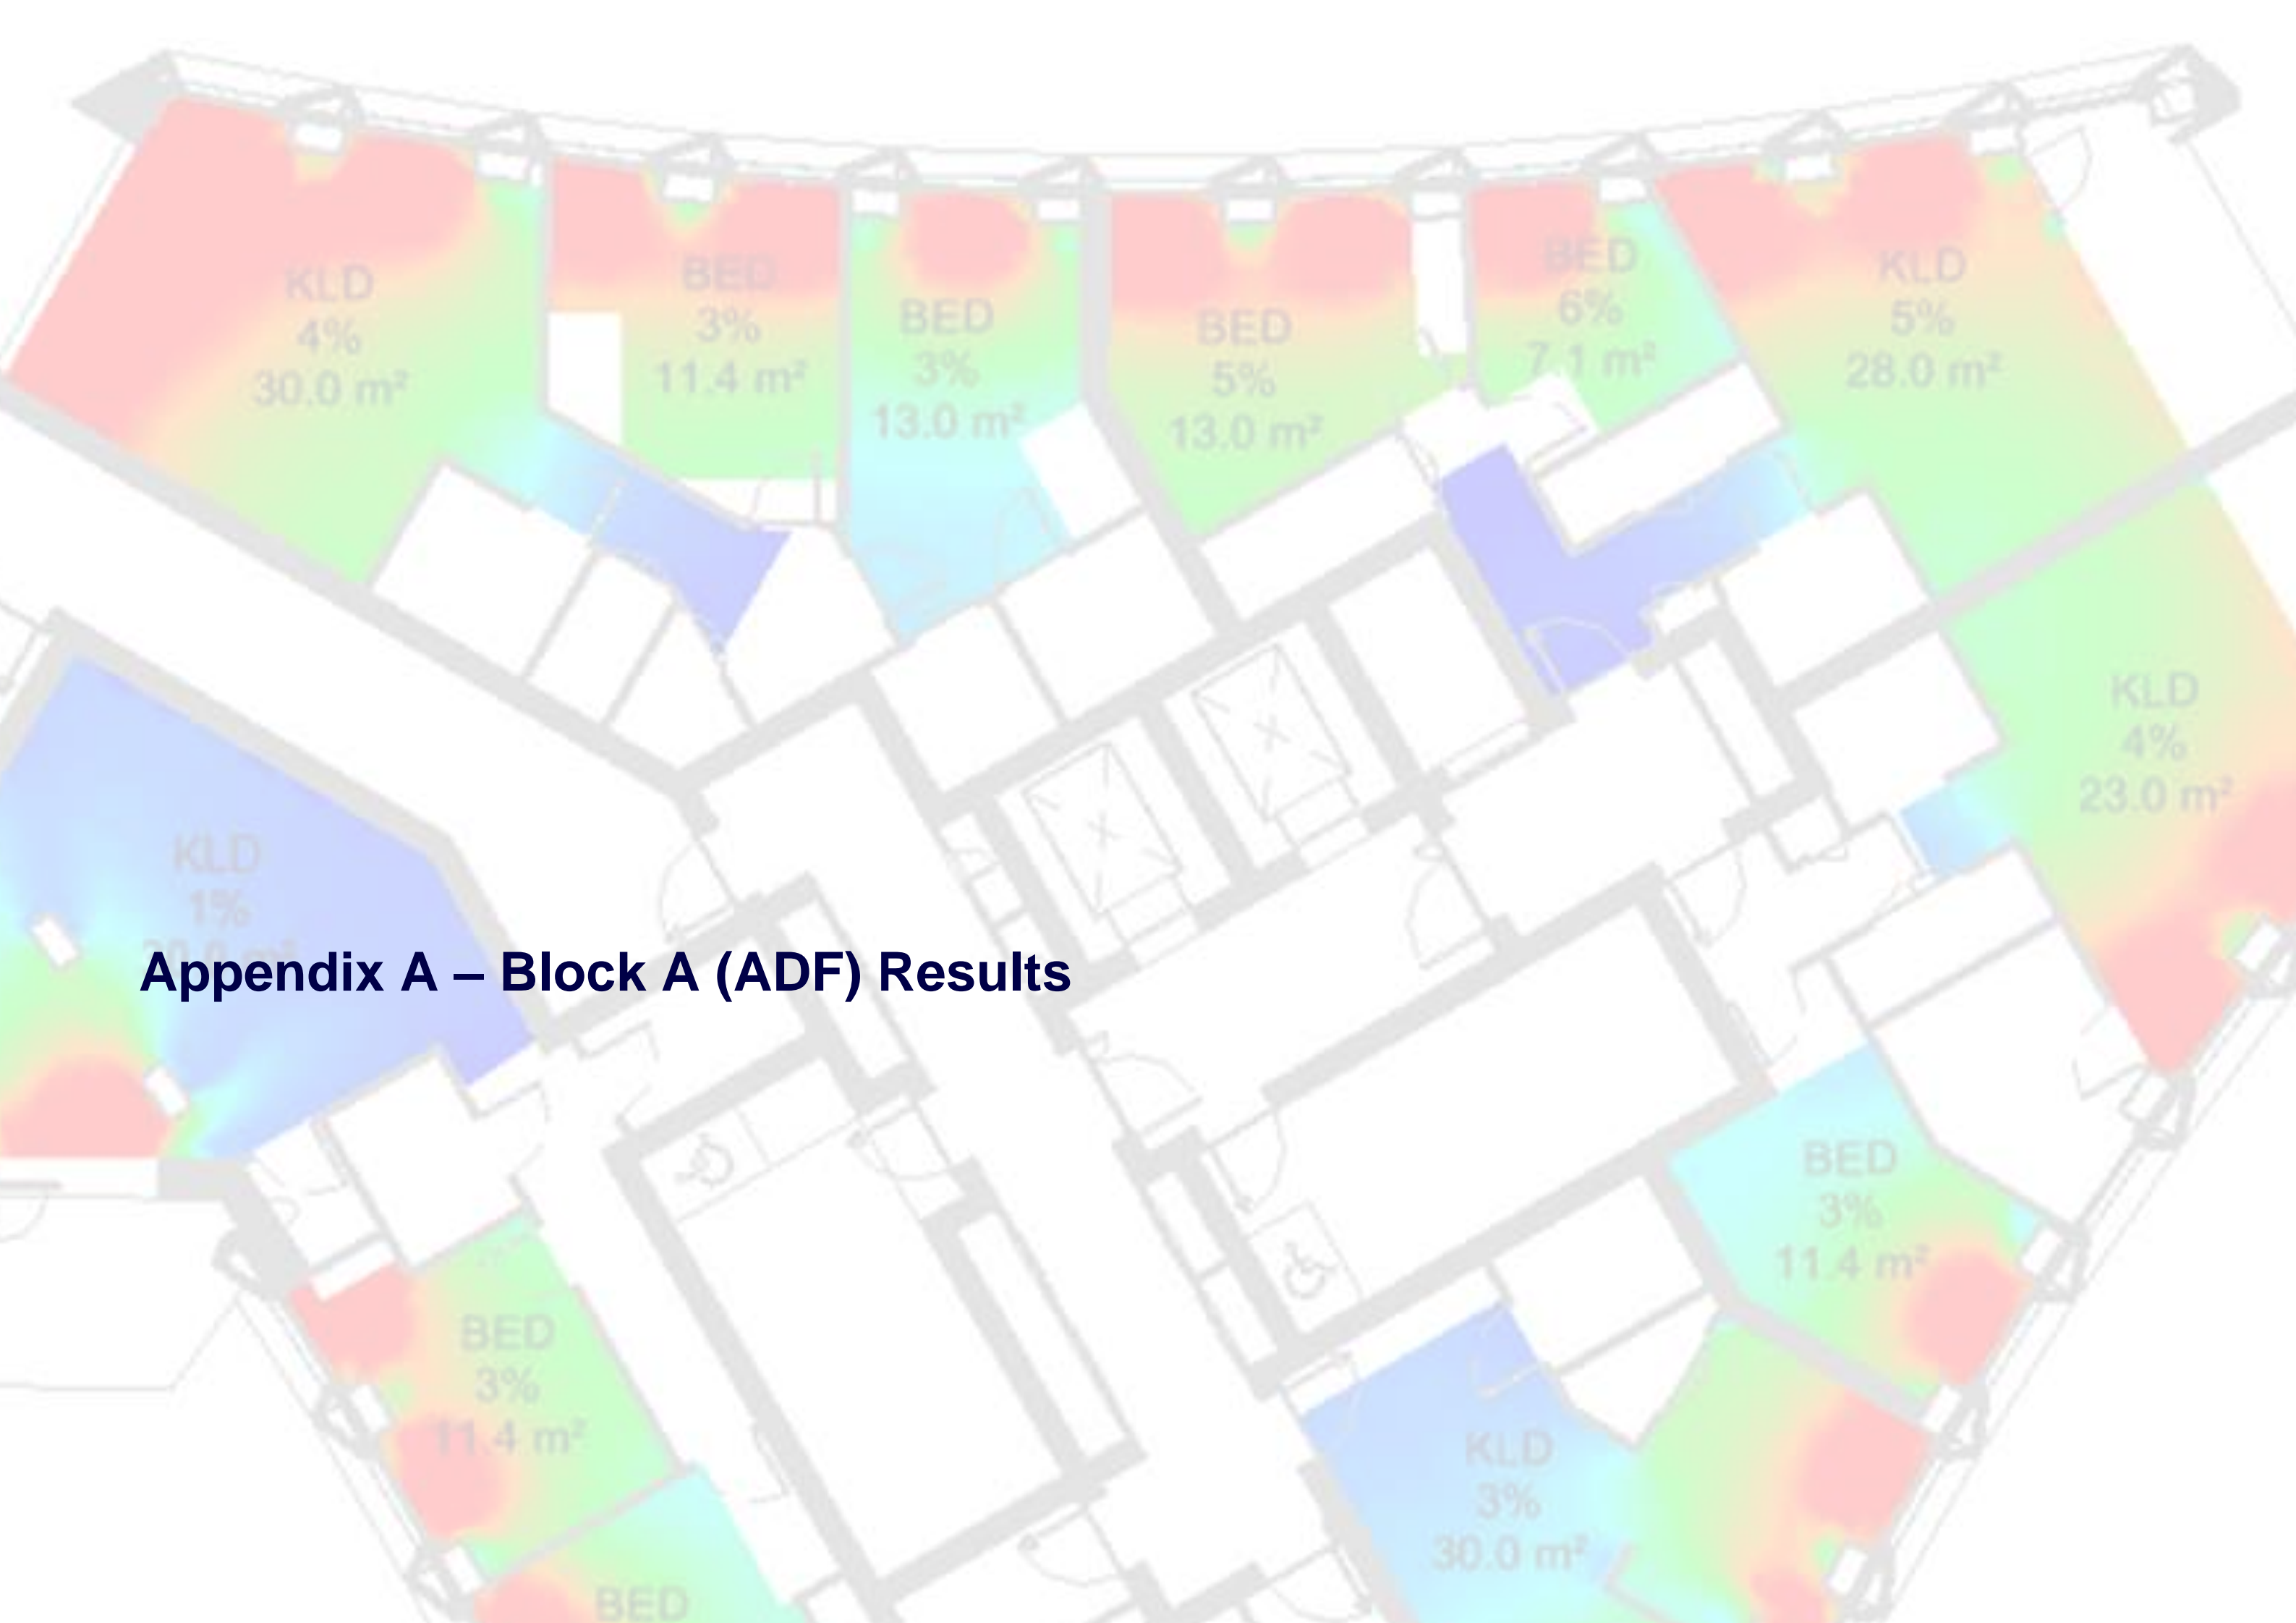 KLD
4%
30.0 m²
BED
3%
11.4 m²
BED
3%
13.0 m²
BED
5%
13.0 m²
BED
6%
7.1 m²
KLD
5%
28.0 m²
KLD
4%
23.0 m²
KLD
1%
Appendix A – Block A (ADF) Results
BED
3%
11.4 m²
BED
3%
11.4 m²
KLD
3%
30.0 m²
BED